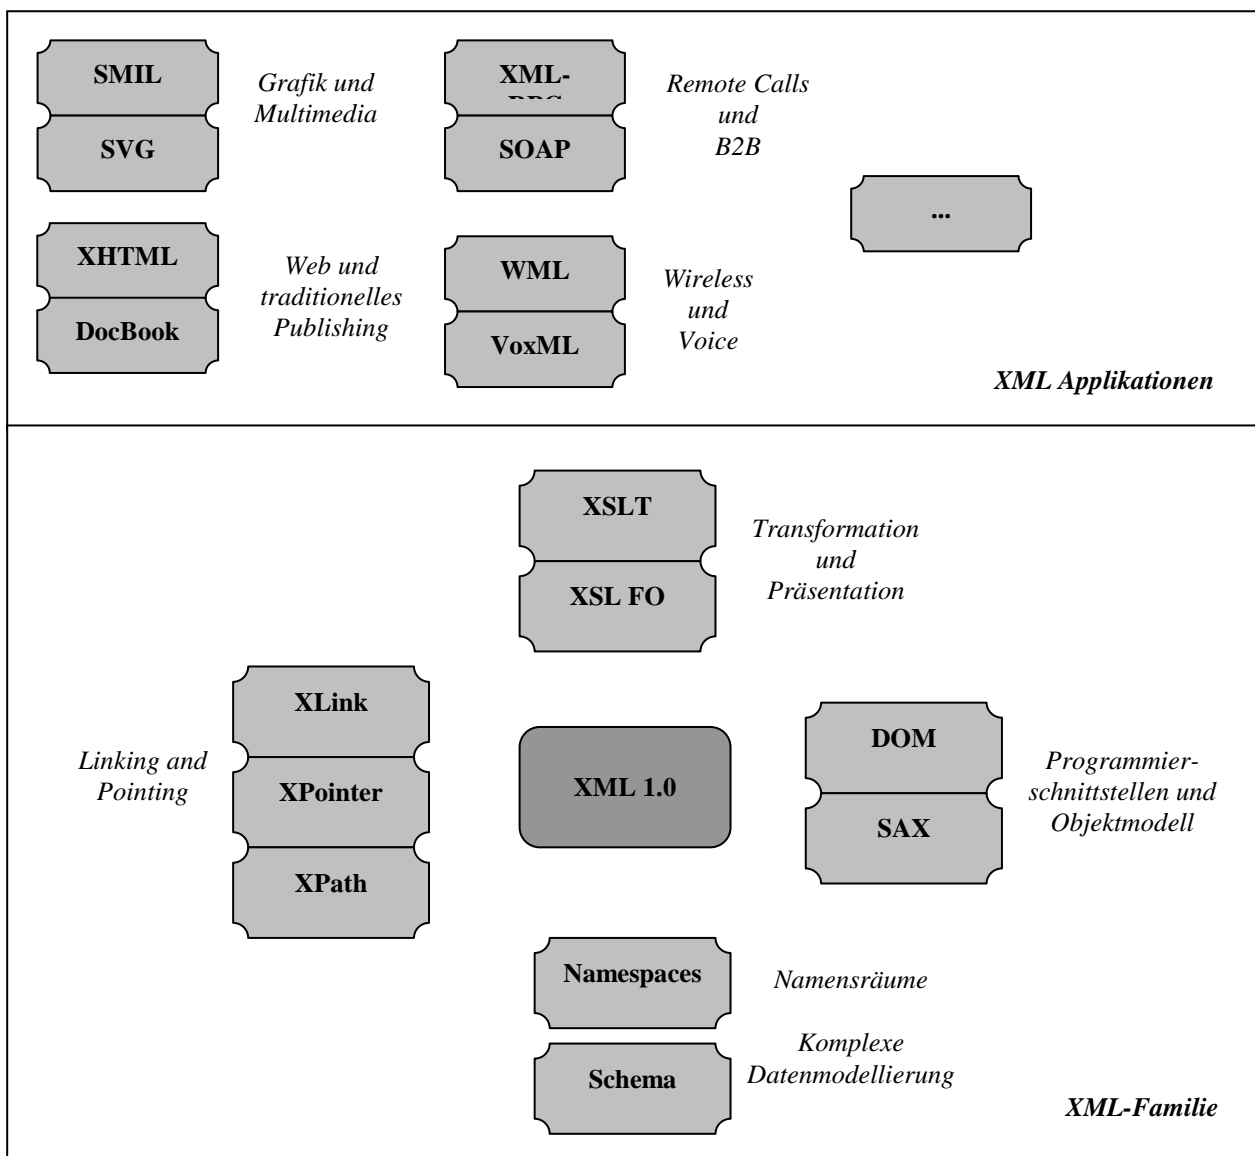 SMIL
SVG
Grafik und
Multimedia
XML-
SOAP
Remote Calls
und
B2B
...
XHTML
DocBook
Web und
traditionelles
Publishing
WML
VoxML
Wireless
und
Voice
XML Applikationen
XSLT
XSL FO
Transformation
und
Präsentation
XLink
XPointer
XPath
Linking and
Pointing
XML 1.0
DOM
SAX
Programmier-
schnittstellen und
Objektmodell
Namespaces
Namensräume
Schema
Komplexe
Datenmodellierung
XML-Familie